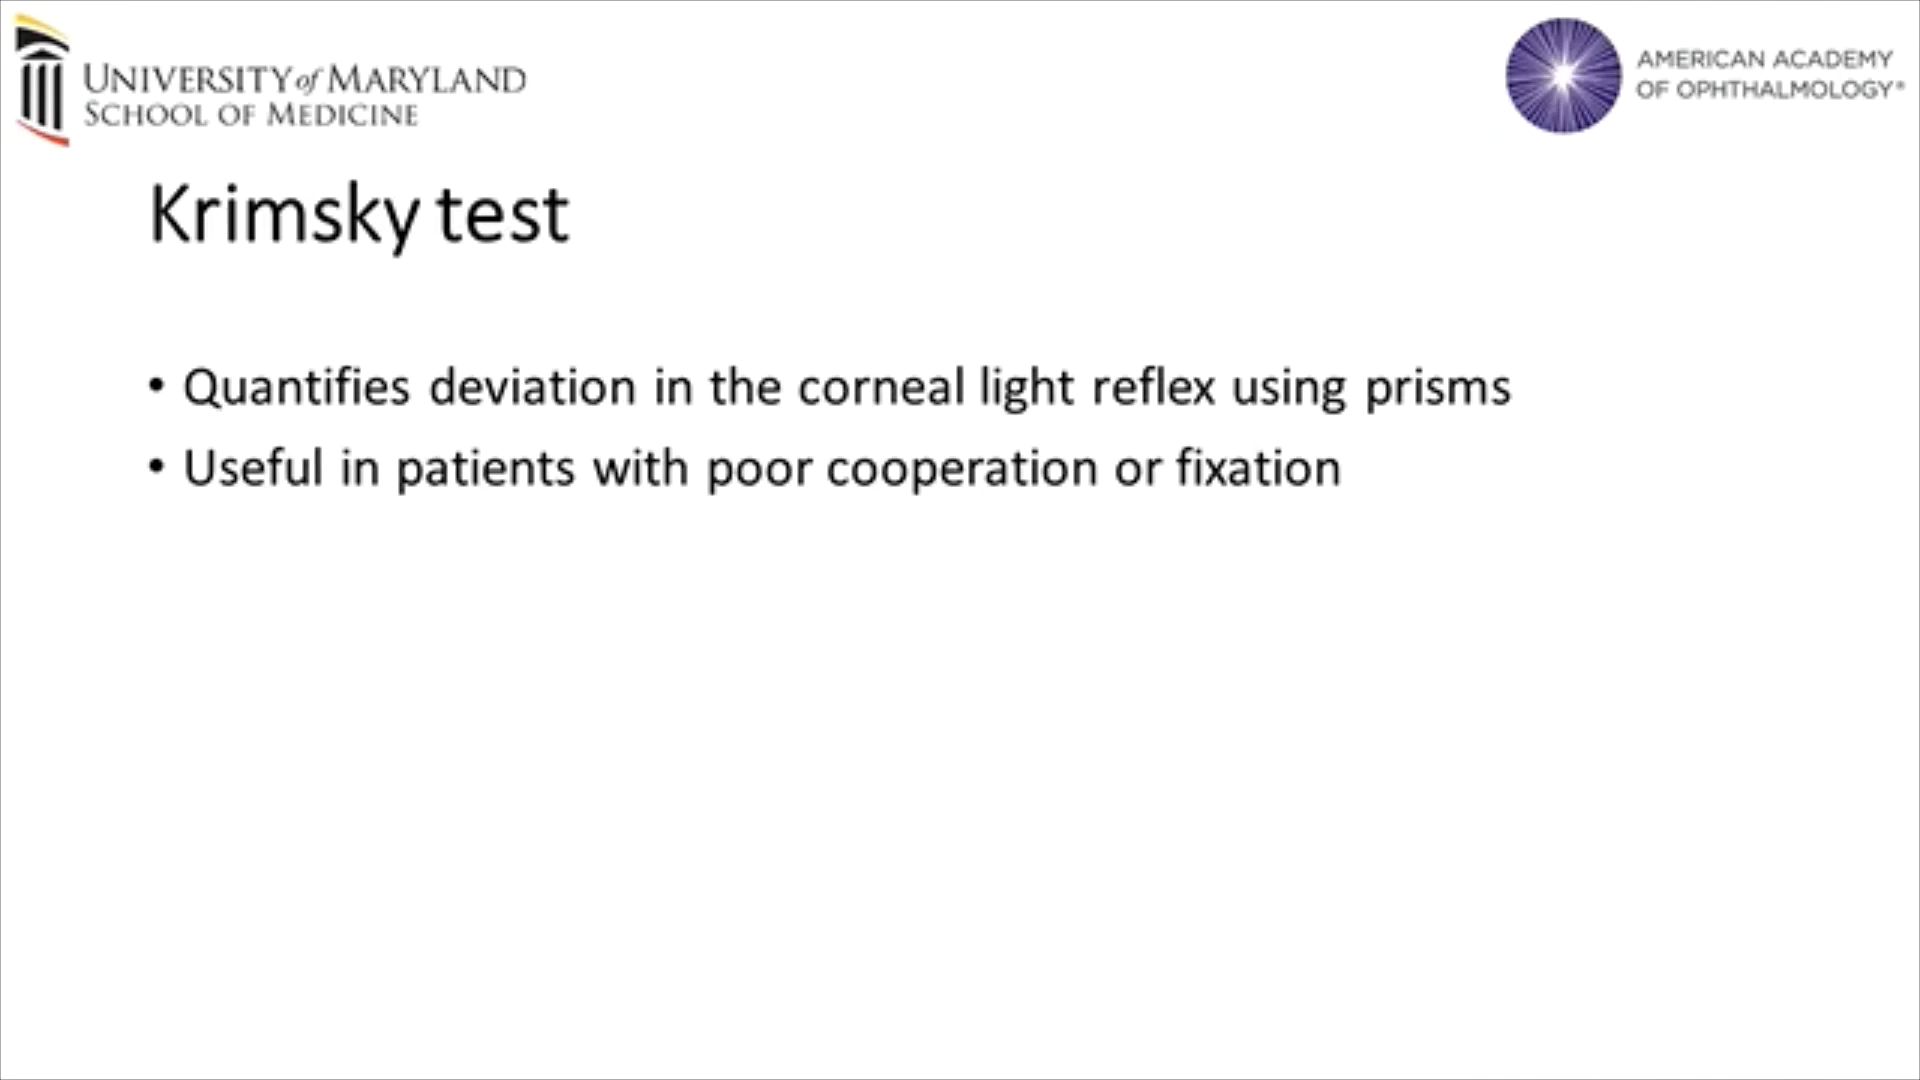 UNIVERSITY of MARYLAND
SCHOOL OF MEDICINE
AMERICAN ACADEMY
OF OPHTHALMOLOGY®
Krimsky test
• Quantifies deviation in the corneal light reflex using prisms
• Useful in patients with poor cooperation or fixation